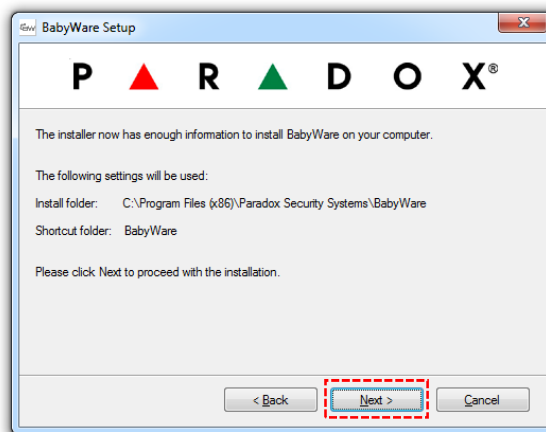 BabyWare Setup
P▲R▲DOX®
The installer now has enough information to install BabyWare on your computer.
The following settings will be used:
Install folder: C:\Program Files (x86)\Paradox Security Systems\BabyWare
Shortcut folder: BabyWare
Please click Next to proceed with the installation.
< Back Next > Cancel